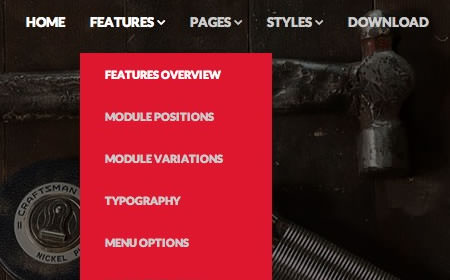 HOME FEATURES PAGES STYLES DOWNLOAD
FEATURES OVERVIEW
MODULE POSITIONS
MODULE VARIATIONS
TYPOGRAPHY
MENU OPTIONS
CRAFTSMAN
NICKEL